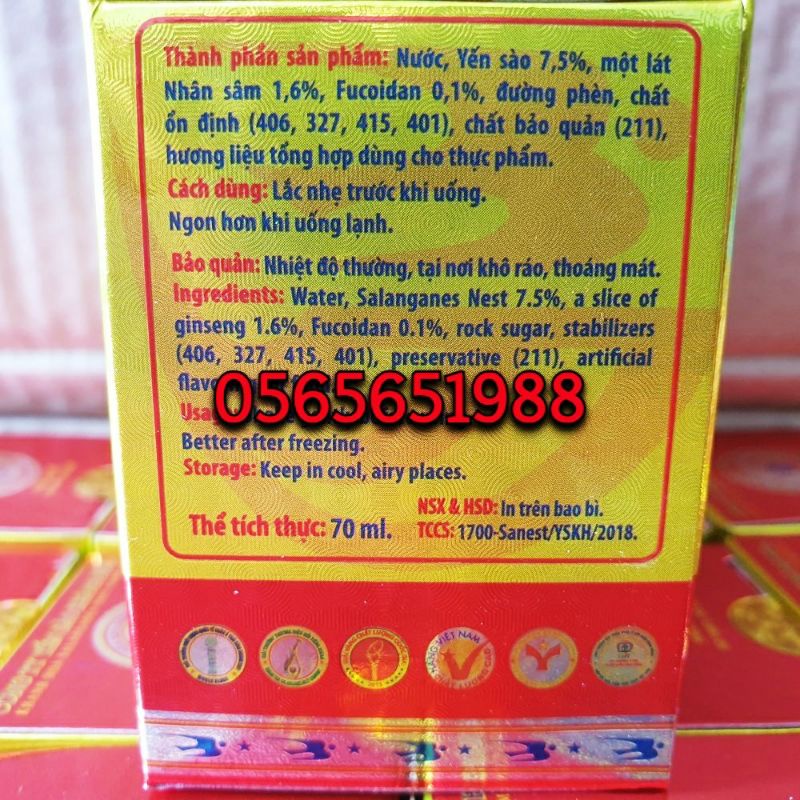 Thành phần sản phẩm: Nước, Yến sào 7,5%, một lát
Nhân sâm 1,6%, Fucoidan 0,1%, đường phèn, chất
ổn định (406, 327, 415, 401), chất bảo quản (211),
hương liệu tổng hợp dùng cho thực phẩm.
Cách dùng: Lắc nhẹ trước khi uống.
Ngon hơn khi uống lạnh.
Bảo quản: Nhiệt độ thường, tại nơi khô ráo, thoáng mát.
Ingredients: Water, Salanganes Nest 7.5%, a slice of
ginseng 1.6%, Fucoidan 0.1%, rock sugar, stabilizers
(406, 327, 415, 401), preservative (211), artificial
0565651988
Better after freezing.
Storage: Keep in cool, airy places.
NSX & HSD: In trên bao bì.
Thể tích thực: 70 ml.
TCCS: 1700-Sanest/YSKH/2018.
HÀNG VIỆT NAM